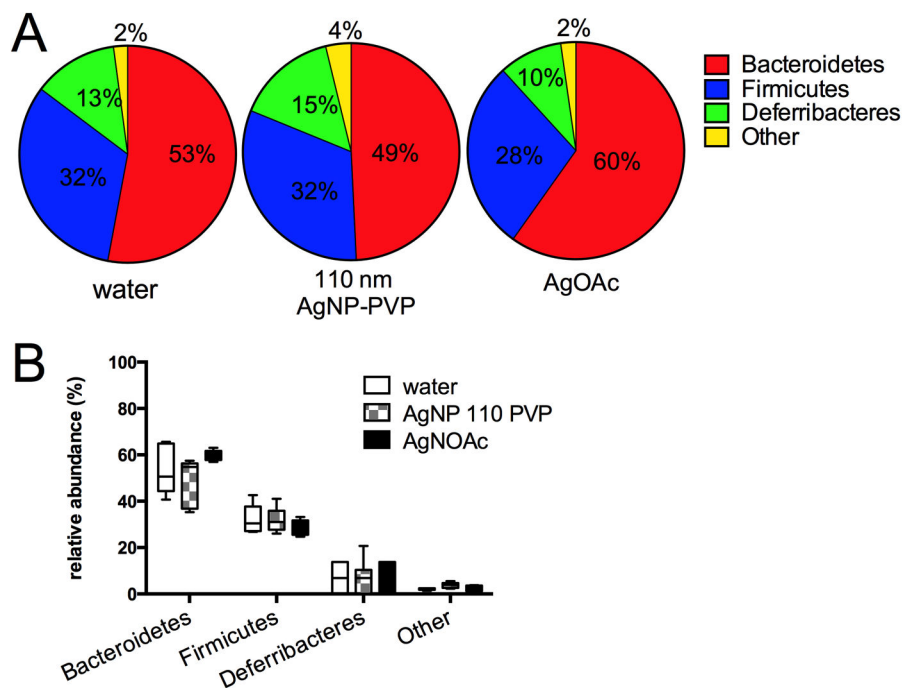 A
2%
13%
53%
32%
water
4%
15%
49%
32%
110 nm
AgNP-PVP
2%
10%
28%
60%
AgOAc
Bacteroidetes
Firmicutes
Deferribacteres
Other
B
relative abundance (%)
100
80
60
40
20
0
water
AgNP 110 PVP
AgNOAc
Bacteroidetes
Firmicutes
Deferribacteres
Other